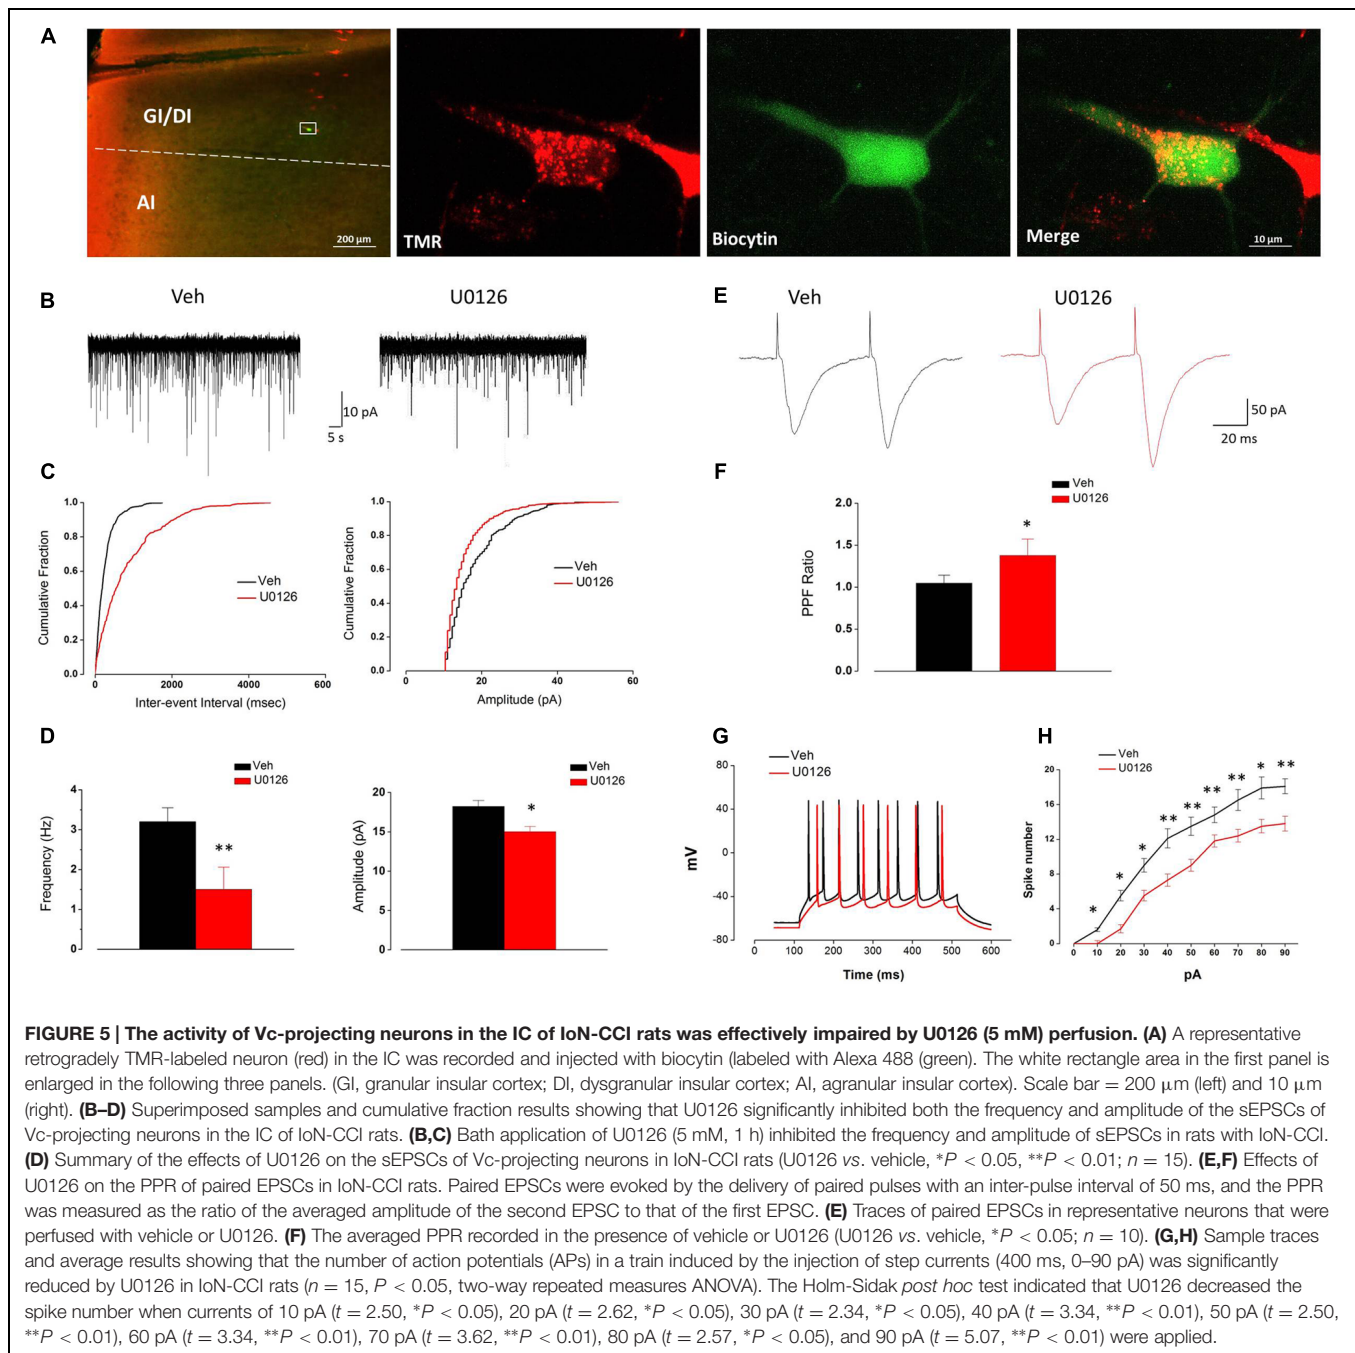 A
GI/DI
AI
200 µm
TMR
Biocytin
Merge
10 µm
B
Veh
U0126
10 pA
5 s
E
Veh
U0126
50 pA
20 ms
C
Cumulative Fraction
1.0
0.8
0.6
0.4
0.2
0.0
Veh
U0126
0
2000
4000
600
Inter-event Interval (msec)
Cumulative Fraction
1.0
0.8
0.6
0.4
0.2
0.0
Veh
U0126
0
20
40
60
Amplitude (pA)
F
Veh
U0126
PPF Ratio
2.0
1.5
1.0
0.5
0.0
*
D
Veh
U0126
Frequency (Hz)
4
3
2
1
0
**
Veh
U0126
Amplitude (pA)
20
15
10
5
0
*
G
Veh
U0126
mV
80
40
0
-40
-80
0 100 200 300 400 500 600
Time (ms)
H
Veh
U0126
Spike number
20
16
12
8
4
0
* * * ** ** ** ** * **
0 10 20 30 40 50 60 70 80 90
pA
FIGURE 5 | The activity of Vc-projecting neurons in the IC of IoN-CCI rats was effectively impaired by U0126 (5 mM) perfusion. (A) A representative
retrogradely TMR-labeled neuron (red) in the IC was recorded and injected with biocytin (labeled with Alexa 488 (green). The white rectangle area in the first panel is
enlarged in the following three panels. (GI, granular insular cortex; DI, dysgranular insular cortex; AI, agranular insular cortex). Scale bar = 200 µm (left) and 10 µm
(right). (B–D) Superimposed samples and cumulative fraction results showing that U0126 significantly inhibited both the frequency and amplitude of the sEPSCs of
Vc-projecting neurons in the IC of IoN-CCI rats. (B,C) Bath application of U0126 (5 mM, 1 h) inhibited the frequency and amplitude of sEPSCs in rats with IoN-CCI.
(D) Summary of the effects of U0126 on the sEPSCs of Vc-projecting neurons in IoN-CCI rats (U0126 vs. vehicle, *P < 0.05, **P < 0.01; n = 15). (E,F) Effects of
U0126 on the PPR of paired EPSCs in IoN-CCI rats. Paired EPSCs were evoked by the delivery of paired pulses with an inter-pulse interval of 50 ms, and the PPR
was measured as the ratio of the averaged amplitude of the second EPSC to that of the first EPSC. (E) Traces of paired EPSCs in representative neurons that were
perfused with vehicle or U0126. (F) The averaged PPR recorded in the presence of vehicle or U0126 (U0126 vs. vehicle, *P < 0.05; n = 10). (G,H) Sample traces
and average results showing that the number of action potentials (APs) in a train induced by the injection of step currents (400 ms, 0–90 pA) was significantly
reduced by U0126 in IoN-CCI rats (n = 15, P < 0.05, two-way repeated measures ANOVA). The Holm-Sidak post hoc test indicated that U0126 decreased the
spike number when currents of 10 pA (t = 2.50, *P < 0.05), 20 pA (t = 2.62, *P < 0.05), 30 pA (t = 2.34, *P < 0.05), 40 pA (t = 3.34, **P < 0.01), 50 pA (t = 2.50,
**P < 0.01), 60 pA (t = 3.34, **P < 0.01), 70 pA (t = 3.62, **P < 0.01), 80 pA (t = 2.57, *P < 0.05), and 90 pA (t = 5.07, **P < 0.01) were applied.